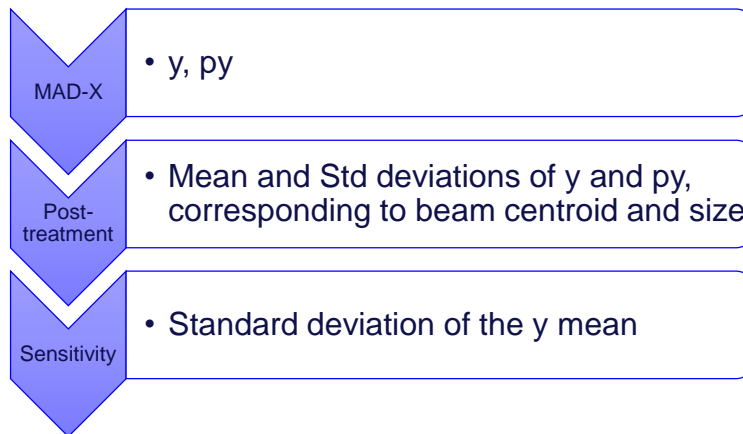 MAD-X
• y, py
Post-
treatment
• Mean and Std deviations of y and py,
corresponding to beam centroid and size
Sensitivity
• Standard deviation of the y mean